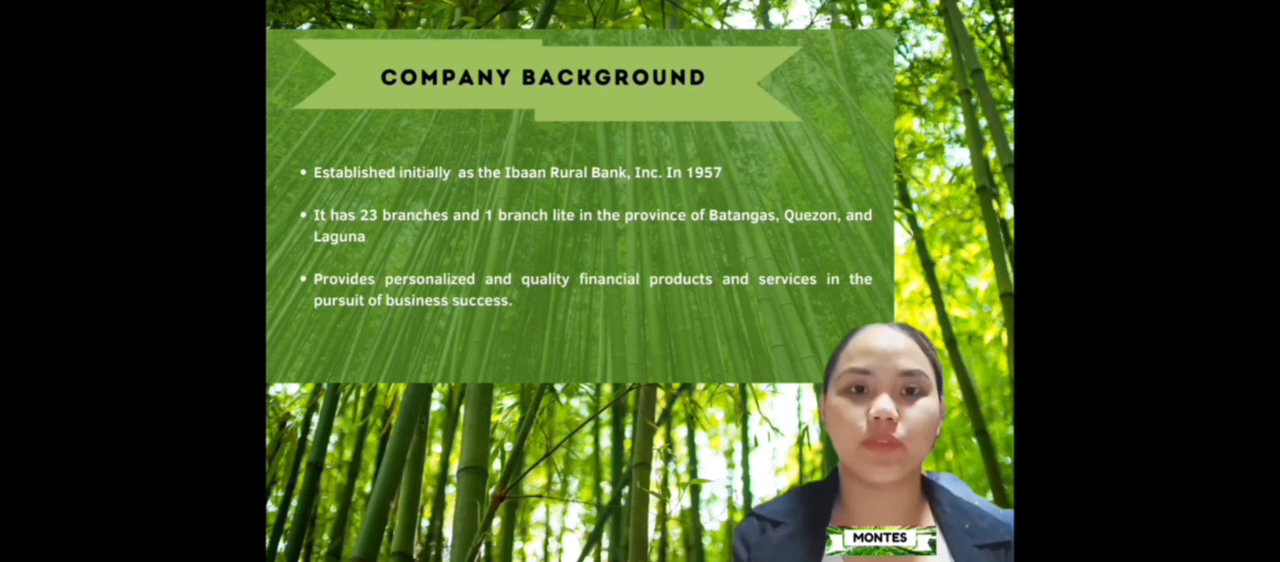 COMPANY BACKGROUND
• Established initially as the Ibaan Rural Bank, Inc. In 1957
• It has 23 branches and 1 branch lite in the province of Batangas, Quezon, and
Laguna
• Provides personalized and quality financial products and services in the
pursuit of business success.
MONTES